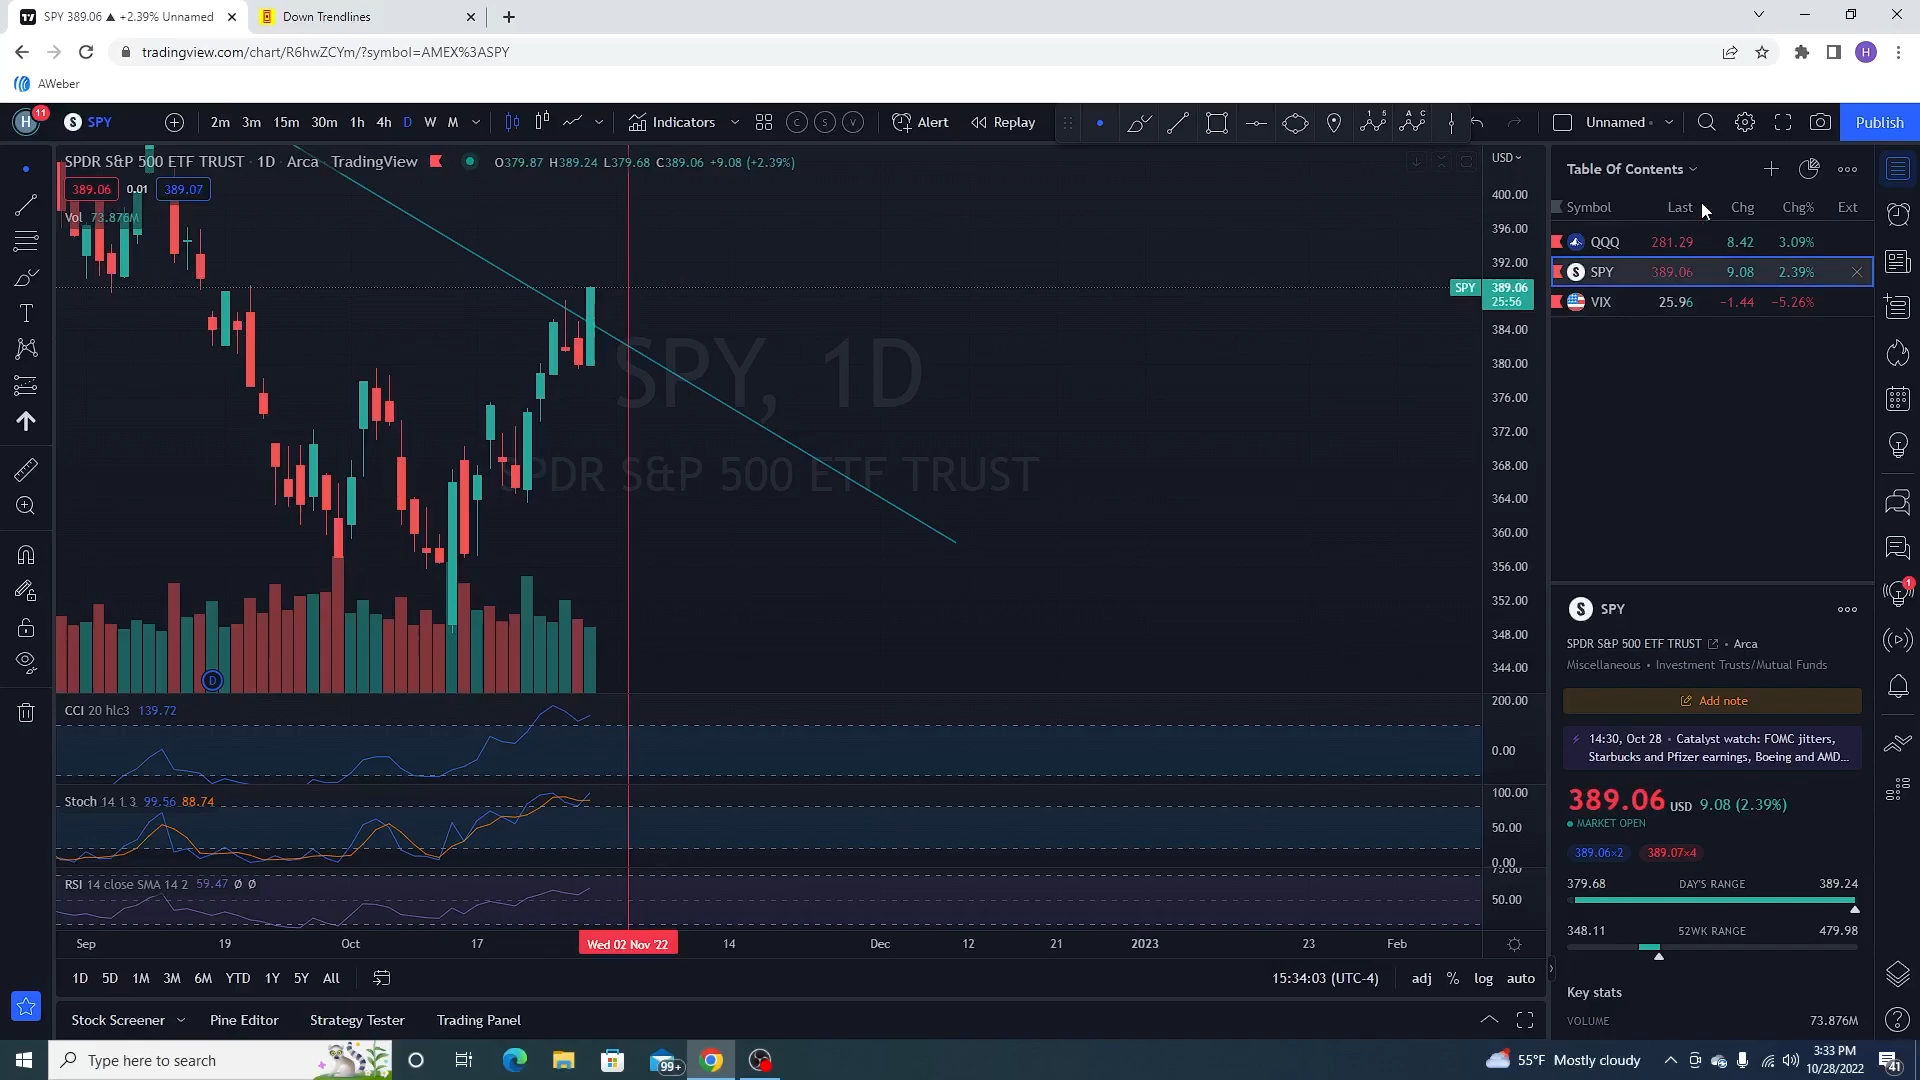 SPY 389.06 ▲ +2.39% Unnamed
Down Trendlines
tradingview.com/chart/R6hwZCYm/?symbol=AMEX%3ASPY
H
AWeber
H 11
SPY
2m 3m 15m 30m 1h 4h D W M
Indicators
Alert
Replay
Unnamed
Publish
SPDR S&P 500 ETF TRUST · 1D · Arca · TradingView
O379.87 H389.24 L379.68 C389.06 +9.08 (+2.39%)
389.06 0.01 389.07
Vol 73.876M
USD
400.00
396.00
392.00
SPY 389.06
25:56
384.00
380.00
376.00
372.00
368.00
364.00
360.00
356.00
352.00
348.00
344.00
SPY, 1D
SPDR S&P 500 ETF TRUST
D
CCI 20 hlc3 139.72
200.00
0.00
Stoch 14 1 3 99.56 88.74
100.00
50.00
0.00
RSI 14 close SMA 14 2 59.47 Ø Ø
75.00
50.00
Sep 19 Oct 17 Wed 02 Nov '22 14 Dec 12 21 2023 23 Feb
1D 5D 1M 3M 6M YTD 1Y 5Y All
15:34:03 (UTC-4) adj % log auto
Stock Screener Pine Editor Strategy Tester Trading Panel
Table Of Contents
Symbol Last Chg Chg% Ext
QQQ 281.29 8.42 3.09%
SPY 389.06 9.08 2.39%
VIX 25.96 −1.44 −5.26%
SPY
SPDR S&P 500 ETF TRUST · Arca
Miscellaneous · Investment Trusts/Mutual Funds
Add note
14:30, Oct 28 · Catalyst watch: FOMC jitters,
Starbucks and Pfizer earnings, Boeing and AMD...
389.06 USD 9.08 (2.39%)
MARKET OPEN
389.06×2 389.07×4
379.68 DAY'S RANGE 389.24
348.11 52WK RANGE 479.98
Key stats
VOLUME 73.876M
1
Type here to search
99+
55°F Mostly cloudy
3:33 PM
10/28/2022
41